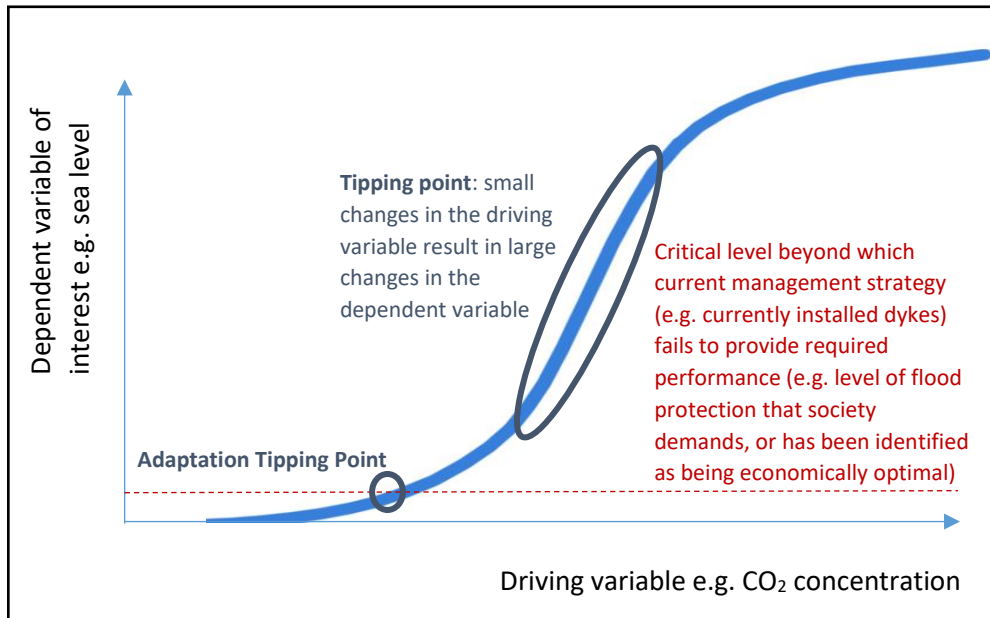 Dependent variable of
interest e.g. sea level
Tipping point: small
changes in the driving
variable result in large
changes in the
dependent variable
Critical level beyond which
current management strategy
(e.g. currently installed dykes)
fails to provide required
performance (e.g. level of flood
protection that society
demands, or has been identified
as being economically optimal)
Adaptation Tipping Point
Driving variable e.g. CO₂ concentration